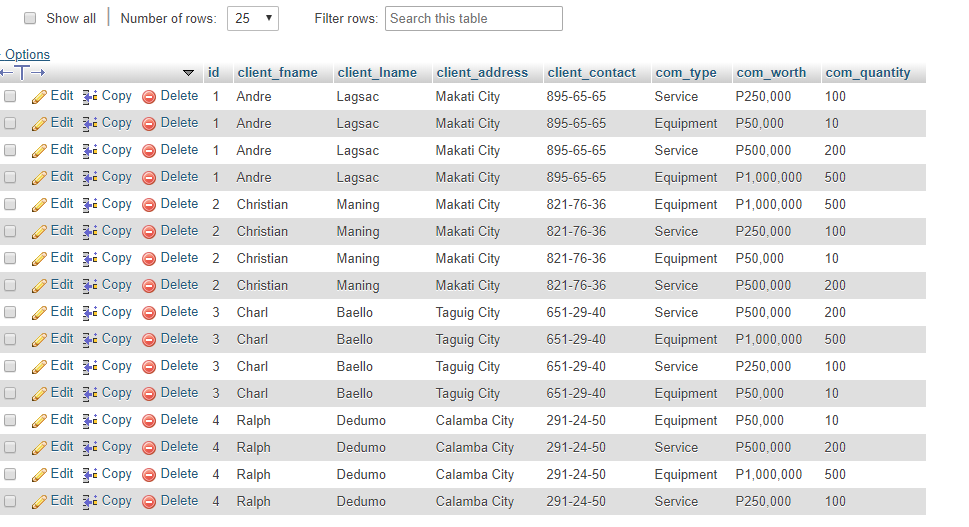 Show all Number of rows: 25 Filter rows: Search this table
Options
id client_fname client_lname client_address client_contact com_type com_worth com_quantity
Edit Copy Delete 1 Andre Lagsac Makati City 895-65-65 Service P250,000 100
Edit Copy Delete 1 Andre Lagsac Makati City 895-65-65 Equipment P50,000 10
Edit Copy Delete 1 Andre Lagsac Makati City 895-65-65 Service P500,000 200
Edit Copy Delete 1 Andre Lagsac Makati City 895-65-65 Equipment P1,000,000 500
Edit Copy Delete 2 Christian Maning Makati City 821-76-36 Equipment P1,000,000 500
Edit Copy Delete 2 Christian Maning Makati City 821-76-36 Service P250,000 100
Edit Copy Delete 2 Christian Maning Makati City 821-76-36 Equipment P50,000 10
Edit Copy Delete 2 Christian Maning Makati City 821-76-36 Service P500,000 200
Edit Copy Delete 3 Charl Baello Taguig City 651-29-40 Service P500,000 200
Edit Copy Delete 3 Charl Baello Taguig City 651-29-40 Equipment P1,000,000 500
Edit Copy Delete 3 Charl Baello Taguig City 651-29-40 Service P250,000 100
Edit Copy Delete 3 Charl Baello Taguig City 651-29-40 Equipment P50,000 10
Edit Copy Delete 4 Ralph Dedumo Calamba City 291-24-50 Equipment P50,000 10
Edit Copy Delete 4 Ralph Dedumo Calamba City 291-24-50 Service P500,000 200
Edit Copy Delete 4 Ralph Dedumo Calamba City 291-24-50 Equipment P1,000,000 500
Edit Copy Delete 4 Ralph Dedumo Calamba City 291-24-50 Service P250,000 100